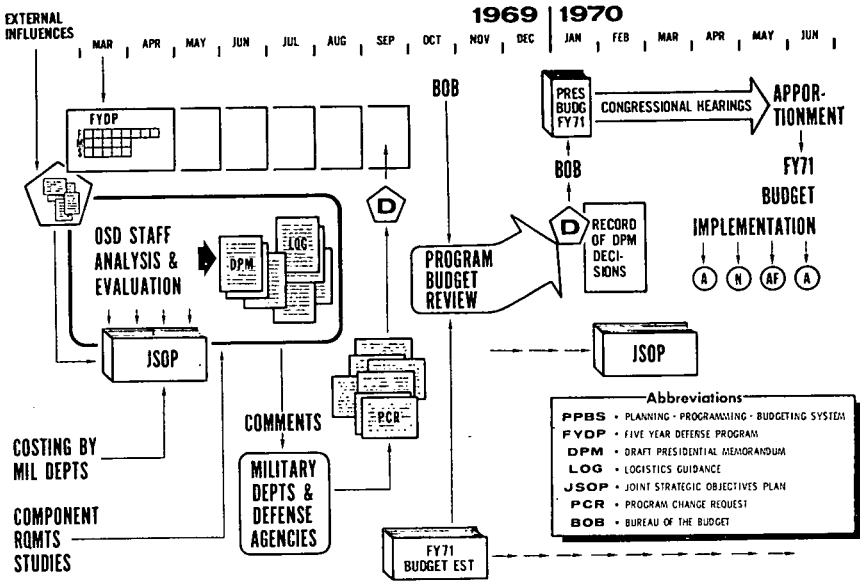 EXTERNAL
INFLUENCES
1969 1970
MAR APR MAY JUN JUL AUG SEP OCT NOV DEC JAN FEB MAR APR MAY JUN
FYDP
F
M
S
BOB
PRES
BUDG
FY71
CONGRESSIONAL HEARINGS
APPOR-
TIONMENT
FY71
BUDGET
IMPLEMENTATION
A N AF A
BOB
D
RECORD
OF DPM
DECI-
SIONS
D
OSD STAFF
ANALYSIS &
EVALUATION
DPM
LOG
PROGRAM
BUDGET
REVIEW
JSOP
JSOP
PCR
COMMENTS
COSTING BY
MIL DEPTS
MILITARY
DEPTS &
DEFENSE
AGENCIES
COMPONENT
RQMTS
STUDIES
FY71
BUDGET EST
Abbreviations
PPBS • PLANNING - PROGRAMMING - BUDGETING SYSTEM
FYDP • FIVE YEAR DEFENSE PROGRAM
DPM • DRAFT PRESIDENTIAL MEMORANDUM
LOG • LOGISTICS GUIDANCE
JSOP • JOINT STRATEGIC OBJECTIVES PLAN
PCR • PROGRAM CHANGE REQUEST
BOB • BUREAU OF THE BUDGET